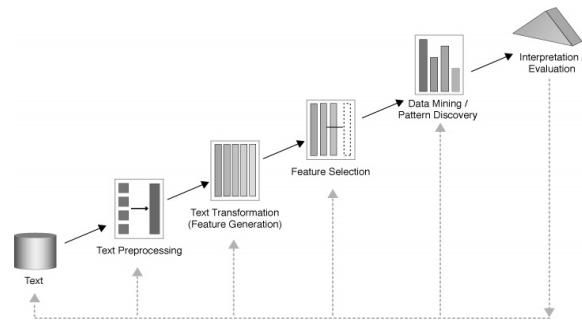 Text
Text Preprocessing
Text Transformation
(Feature Generation)
Feature Selection
Data Mining /
Pattern Discovery
Interpretation /
Evaluation